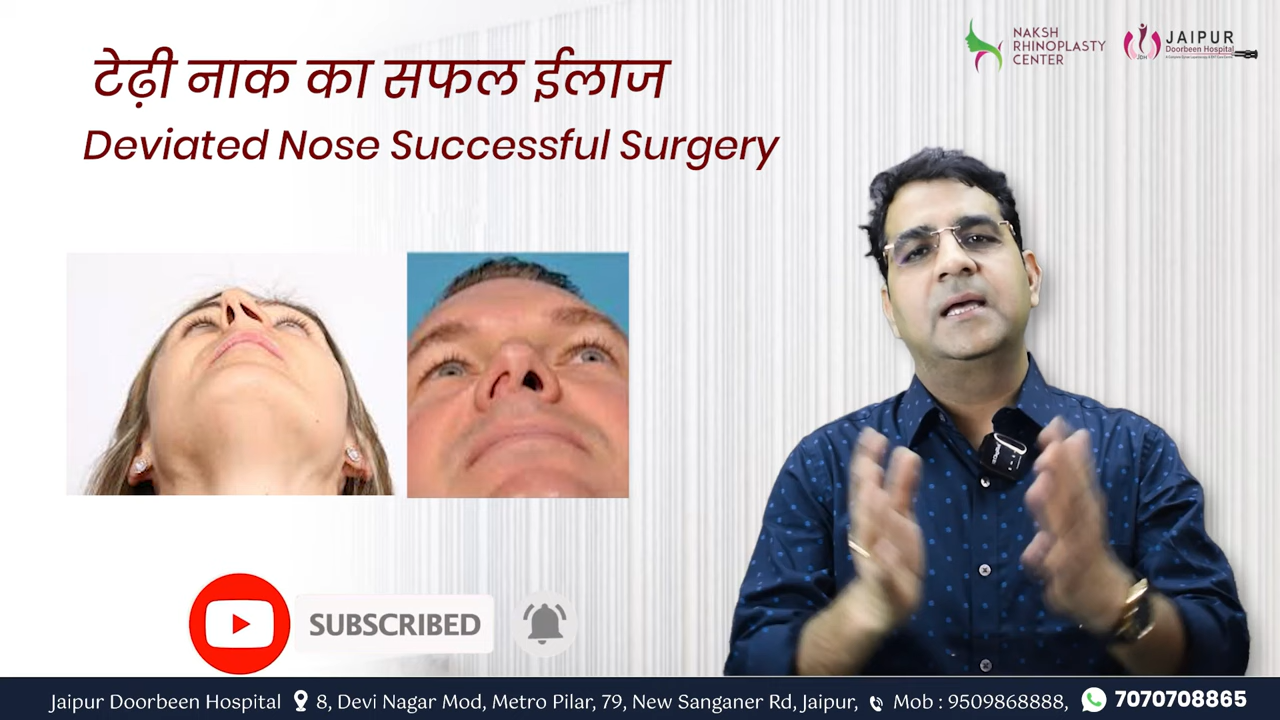 टेढ़ी नाक का सफल ईलाज
Deviated Nose Successful Surgery
NAKSH
RHINOPLASTY
CENTER
JAIPUR
Doorbeen Hospital
JDH
SUBSCRIBED
Jaipur Doorbeen Hospital 8, Devi Nagar Mod, Metro Pilar, 79, New Sanganer Rd, Jaipur, Mob : 9509868888, 7070708865